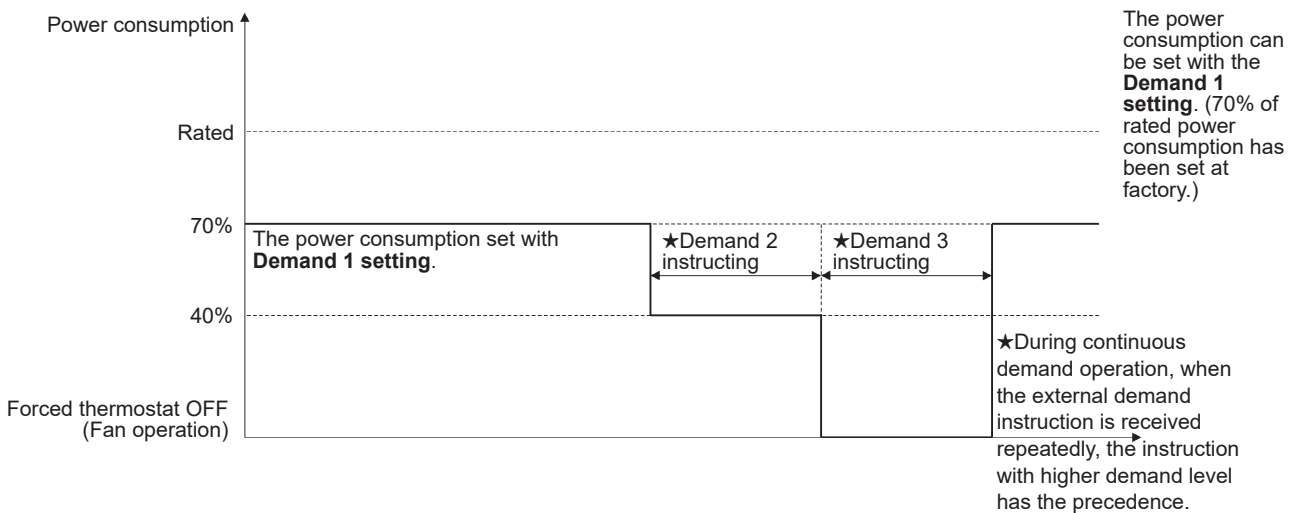 Power consumption
The power
consumption can
be set with the
Demand 1
setting. (70% of
rated power
consumption has
been set at
factory.)
Rated
70%
The power consumption set with
Demand 1 setting.
★Demand 2
instructing
★Demand 3
instructing
40%
★During continuous
demand operation, when
the external demand
instruction is received
repeatedly, the instruction
with higher demand level
has the precedence.
Forced thermostat OFF
(Fan operation)